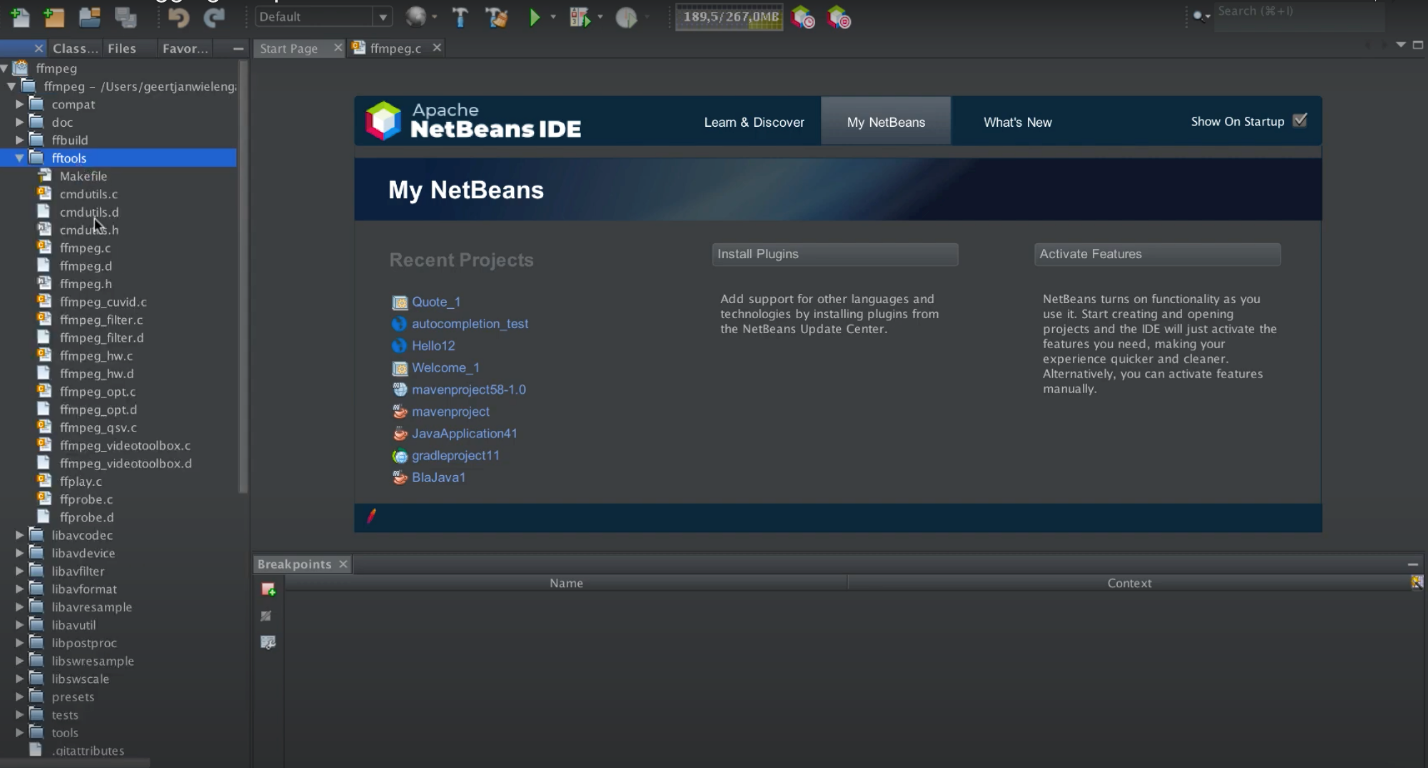 Default
189,5/267,0MB
Search (⌘+I)
Class...
Files
Favor...
Start Page
ffmpeg.c
ffmpeg
ffmpeg - /Users/geertjanwieleng
compat
doc
ffbuild
fftools
Makefile
cmdutils.c
cmdutils.d
cmdutils.h
ffmpeg.c
ffmpeg.d
ffmpeg.h
ffmpeg_cuvid.c
ffmpeg_filter.c
ffmpeg_filter.d
ffmpeg_hw.c
ffmpeg_hw.d
ffmpeg_opt.c
ffmpeg_opt.d
ffmpeg_qsv.c
ffmpeg_videotoolbox.c
ffmpeg_videotoolbox.d
ffplay.c
ffprobe.c
ffprobe.d
libavcodec
libavdevice
libavfilter
libavformat
libavresample
libavutil
libpostproc
libswresample
libswscale
presets
tests
tools
.gitattributes
Apache
NetBeans IDE
Learn & Discover
My NetBeans
What's New
Show On Startup
My NetBeans
Recent Projects
Quote_1
autocompletion_test
Hello12
Welcome_1
mavenproject58-1.0
mavenproject
JavaApplication41
gradleproject11
BlaJava1
Install Plugins
Add support for other languages and
technologies by installing plugins from
the NetBeans Update Center.
Activate Features
NetBeans turns on functionality as you
use it. Start creating and opening
projects and the IDE will just activate the
features you need, making your
experience quicker and cleaner.
Alternatively, you can activate features
manually.
Breakpoints
Name
Context